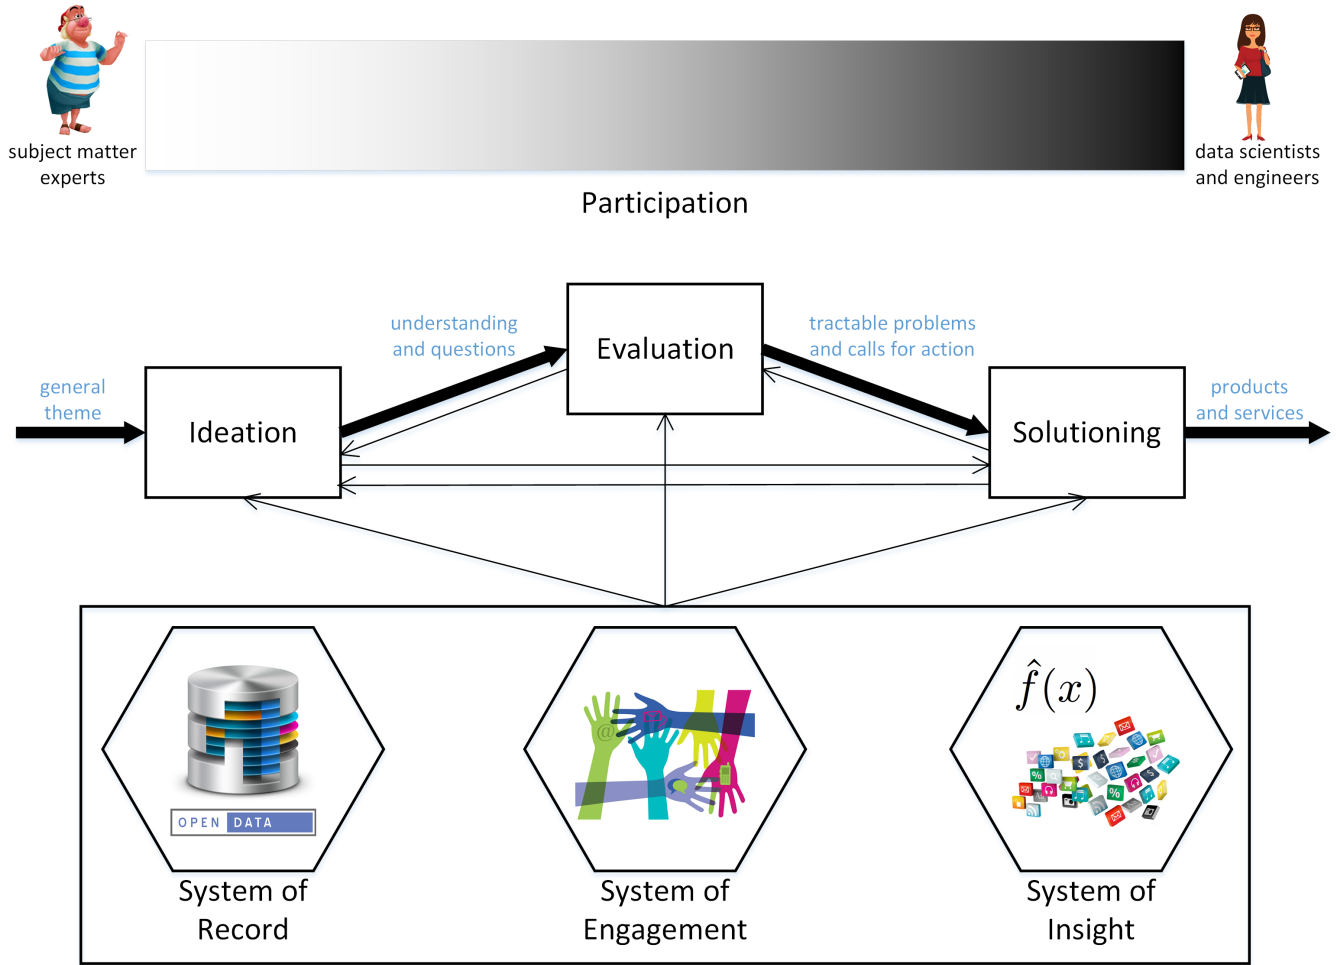 subject matter
experts
data scientists
and engineers
Participation
understanding
and questions
Evaluation
tractable problems
and calls for action
general
theme
products
and services
Ideation
Solutioning
f̂(x)
@
$
$
%
%
OPEN DATA
System of
Record
System of
Engagement
System of
Insight